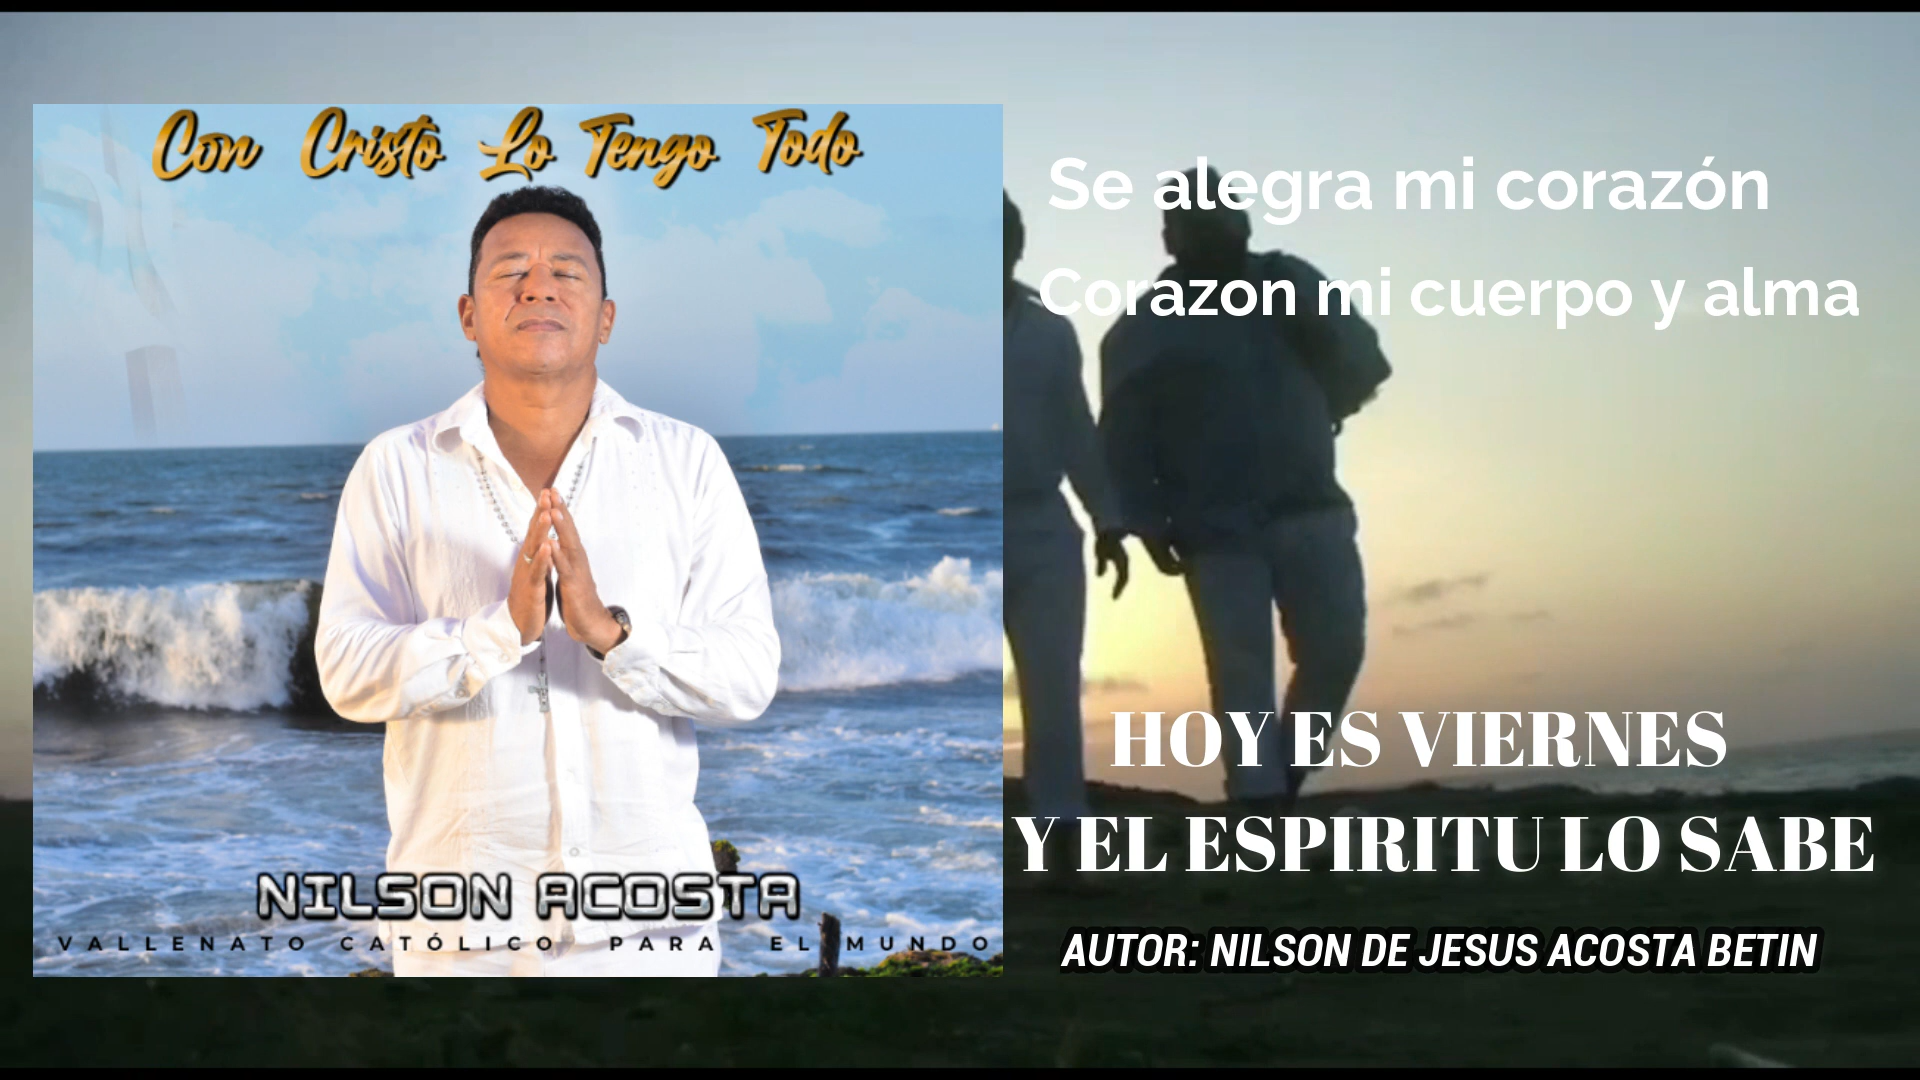 Con Cristo Lo Tengo Todo
NILSON ACOSTA
VALLENATO CATÓLICO PARA EL MUNDO
Se alegra mi corazón
Corazon mi cuerpo y alma
HOY ES VIERNES
Y EL ESPIRITU LO SABE
AUTOR: NILSON DE JESUS ACOSTA BETIN